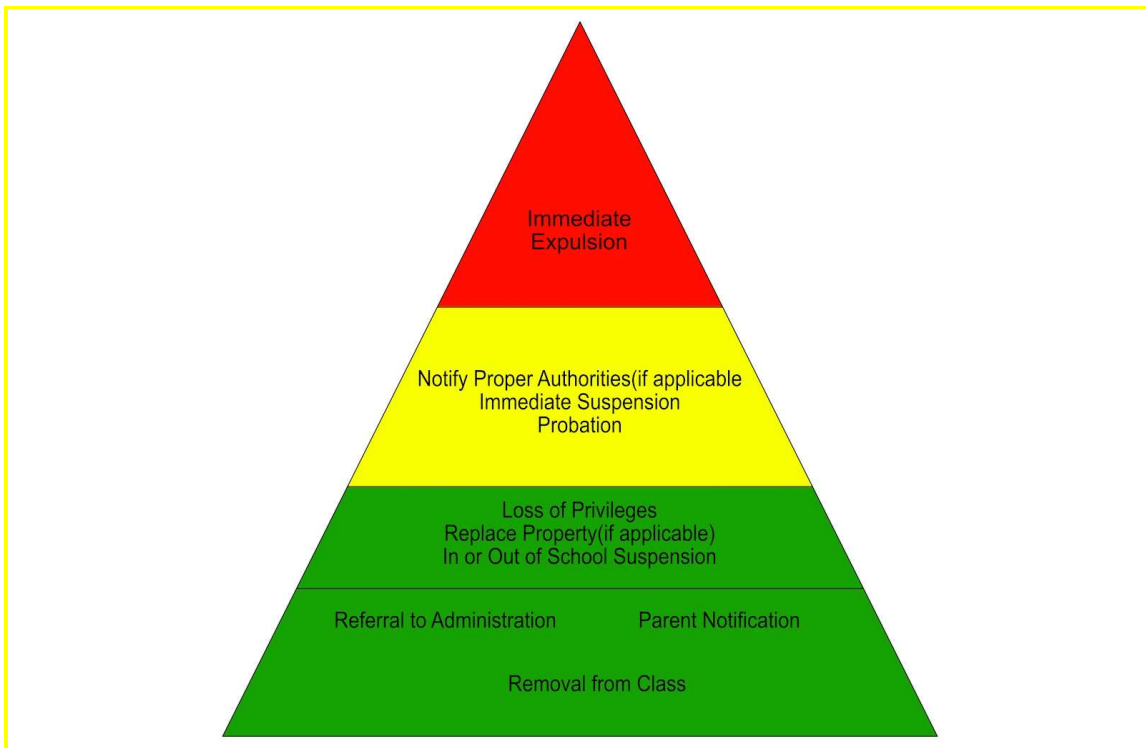 Immediate
Expulsion
Notify Proper Authorities(if applicable
Immediate Suspension
Probation
Loss of Privileges
Replace Property(if applicable)
In or Out of School Suspension
Referral to Administration Parent Notification
Removal from Class